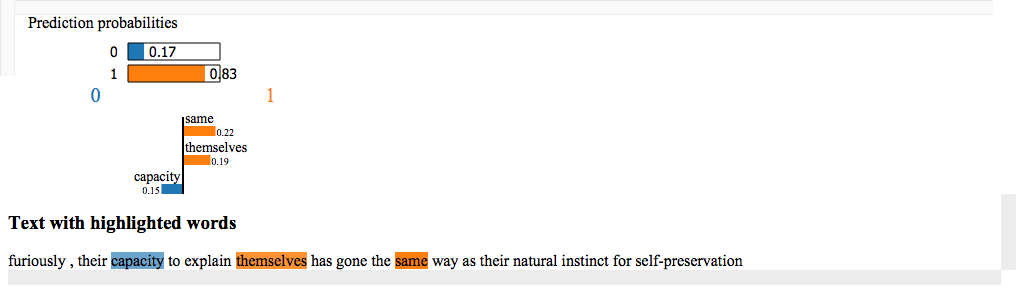 Prediction probabilities
0 0.17
1 0.83
0 1
same
0.22
themselves
0.19
capacity
0.15
Text with highlighted words
furiously , their capacity to explain themselves has gone the same way as their natural instinct for self-preservation